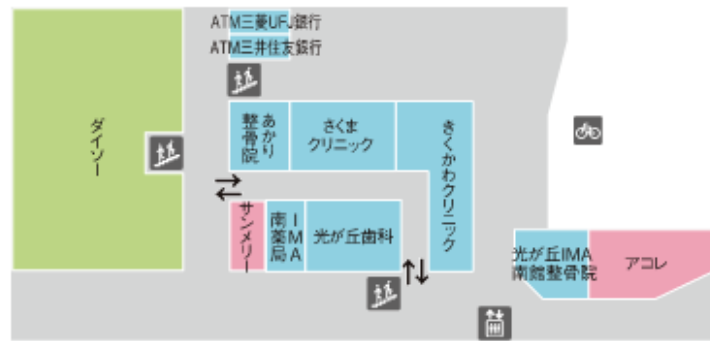 ATM三菱UFJ銀行
ATM三井住友銀行
ダイソー
あかり
整骨院
さくま
クリニック
きくかわクリニック
サンメリー
IMA
南薬局
光が丘歯科
光が丘IMA
南館整骨院
アコレ